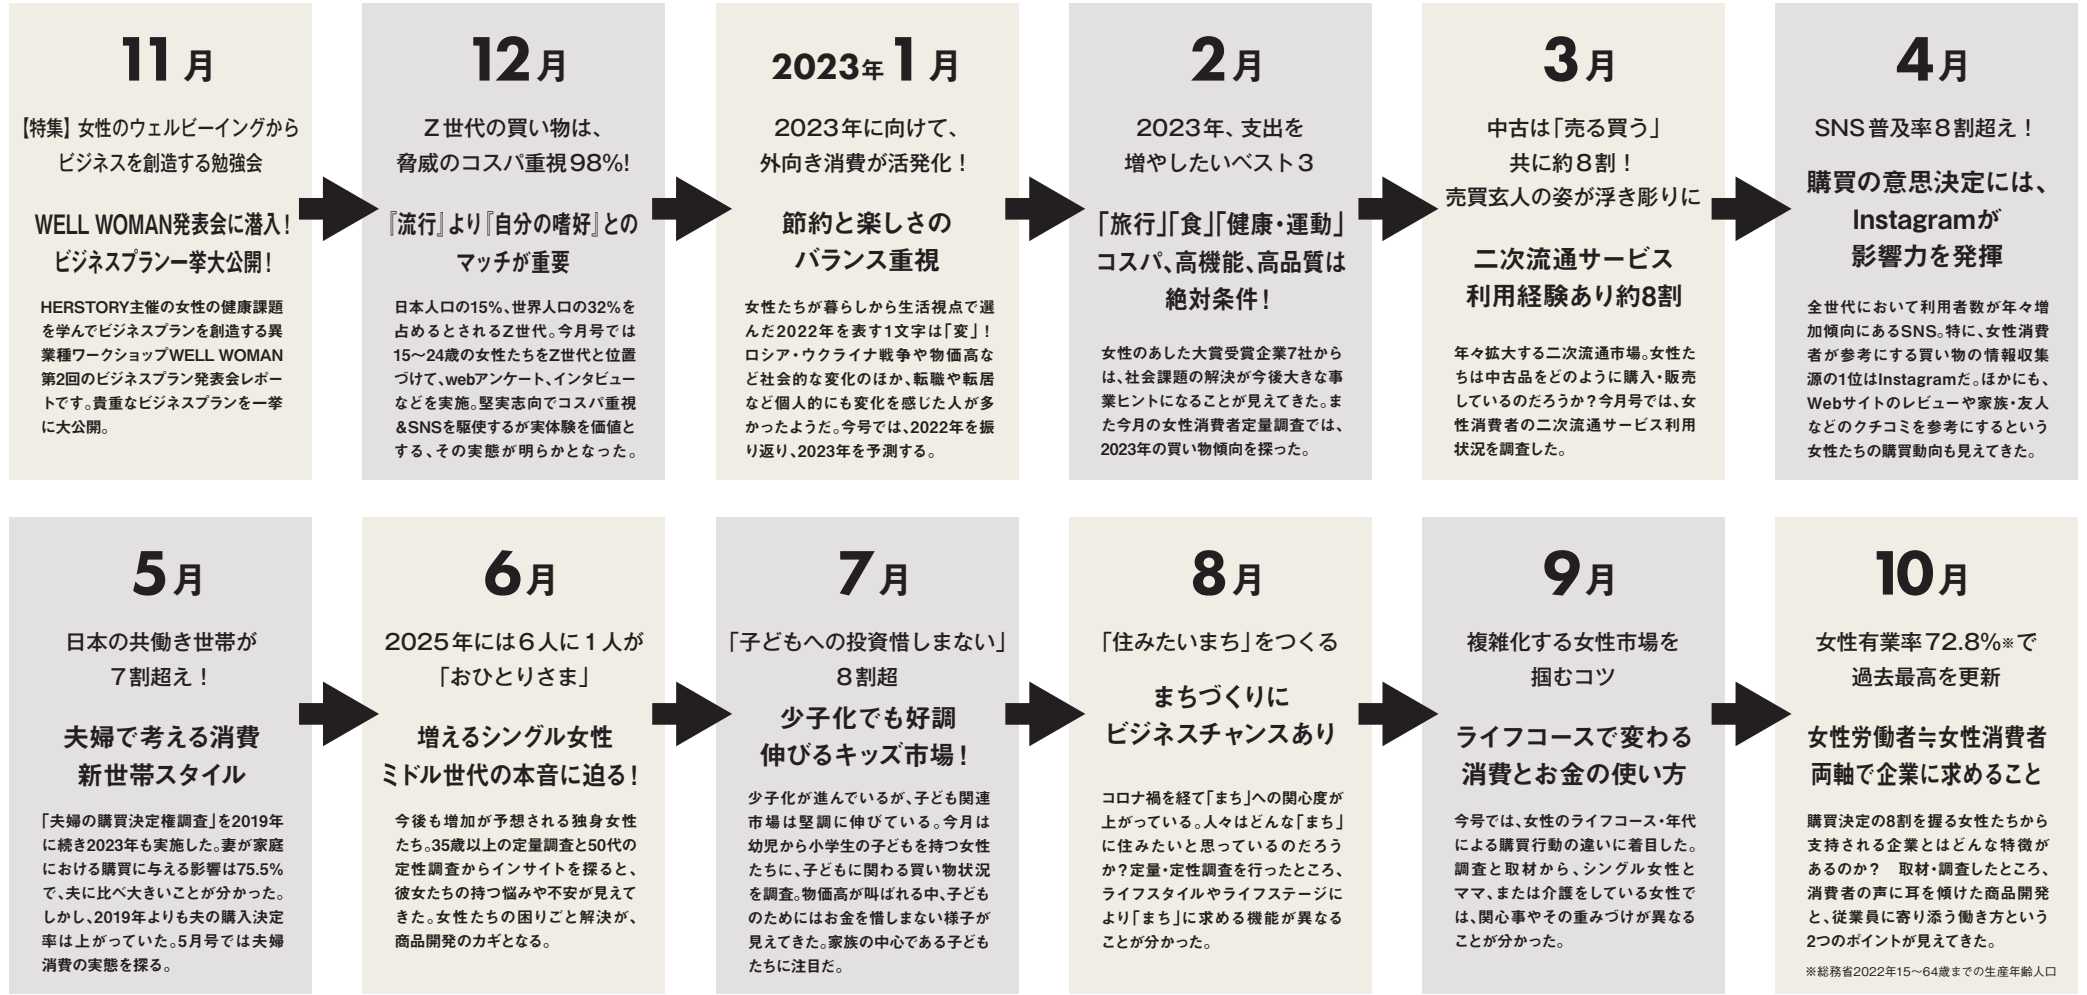 11月
【特集】女性のウェルビーイングから
ビジネスを創造する勉強会
WELL WOMAN発表会に潜入！
ビジネスプラン一挙大公開！
HERSTORY主催の女性の健康課題
を学んでビジネスプランを創造する異
業種ワークショップWELL WOMAN
第2回のビジネスプラン発表会レポー
トです。貴重なビジネスプランを一挙
に大公開。
12月
Z世代の買い物は、
脅威のコスパ重視98%!
『流行』より『自分の嗜好』との
マッチが重要
日本人口の15%、世界人口の32%を
占めるとされるZ世代。今月号では
15〜24歳の女性たちをZ世代と位置
づけて、webアンケート、インタビュー
などを実施。堅実志向でコスパ重視
&SNSを駆使するが実体験を価値と
する、その実態が明らかとなった。
2023年1月
2023年に向けて、
外向き消費が活発化！
節約と楽しさの
バランス重視
女性たちが暮らしから生活視点で選
んだ2022年を表す1文字は「変」！
ロシア・ウクライナ戦争や物価高な
ど社会的な変化のほか、転職や転居
など個人的にも変化を感じた人が多
かったようだ。今号では、2022年を振
り返り、2023年を予測する。
2月
2023年、支出を
増やしたいベスト3
「旅行」「食」「健康・運動」
コスパ、高機能、高品質は
絶対条件！
女性のあした大賞受賞企業7社から
は、社会課題の解決が今後大きな事
業ヒントになることが見えてきた。ま
た今月の女性消費者定量調査では、
2023年の買い物傾向を探った。
3月
中古は「売る買う」
共に約8割！
売買玄人の姿が浮き彫りに
二次流通サービス
利用経験あり約8割
年々拡大する二次流通市場。女性た
ちは中古品をどのように購入・販売
しているのだろうか？今月号では、女
性消費者の二次流通サービス利用
状況を調査した。
4月
SNS普及率8割超え！
購買の意思決定には、
Instagramが
影響力を発揮
全世代において利用者数が年々増
加傾向にあるSNS。特に、女性消費
者が参考にする買い物の情報収集
源の1位はInstagramだ。ほかにも、
Webサイトのレビューや家族・友人
などのクチコミを参考にするという
女性たちの購買動向も見えてきた。
5月
日本の共働き世帯が
7割超え！
夫婦で考える消費
新世帯スタイル
「夫婦の購買決定権調査」を2019年
に続き2023年も実施した。妻が家庭
における購買に与える影響は75.5%
で、夫に比べ大きいことが分かった。
しかし、2019年よりも夫の購入決定
率は上がっていた。5月号では夫婦
消費の実態を探る。
6月
2025年には6人に1人が
「おひとりさま」
増えるシングル女性
ミドル世代の本音に迫る！
今後も増加が予想される独身女性
たち。35歳以上の定量調査と50代の
定性調査からインサイトを探ると、
彼女たちの持つ悩みや不安が見えて
きた。女性たちの困りごと解決が、
商品開発のカギとなる。
7月
「子どもへの投資惜しまない」
8割超
少子化でも好調
伸びるキッズ市場！
少子化が進んでいるが、子ども関連
市場は堅調に伸びている。今月は
幼児から小学生の子どもを持つ女性
たちに、子どもに関わる買い物状況
を調査。物価高が叫ばれる中、子ども
のためにはお金を惜しまない様子が
見えてきた。家族の中心である子ども
たちに注目だ。
8月
「住みたいまち」をつくる
まちづくりに
ビジネスチャンスあり
コロナ禍を経て「まち」への関心度が
上がっている。人々はどんな「まち」
に住みたいと思っているのだろう
か？定量・定性調査を行ったところ、
ライフスタイルやライフステージに
より「まち」に求める機能が異なる
ことが分かった。
9月
複雑化する女性市場を
掴むコツ
ライフコースで変わる
消費とお金の使い方
今号では、女性のライフコース・年代
による購買行動の違いに着目した。
調査と取材から、シングル女性と
ママ、または介護をしている女性で
は、関心事やその重みづけが異なる
ことが分かった。
10月
女性有業率72.8%※で
過去最高を更新
女性労働者≒女性消費者
両軸で企業に求めること
購買決定の8割を握る女性たちから
支持される企業とはどんな特徴が
あるのか？　取材・調査したところ、
消費者の声に耳を傾けた商品開発
と、従業員に寄り添う働き方という
2つのポイントが見えてきた。
※総務省2022年15〜64歳までの生産年齢人口